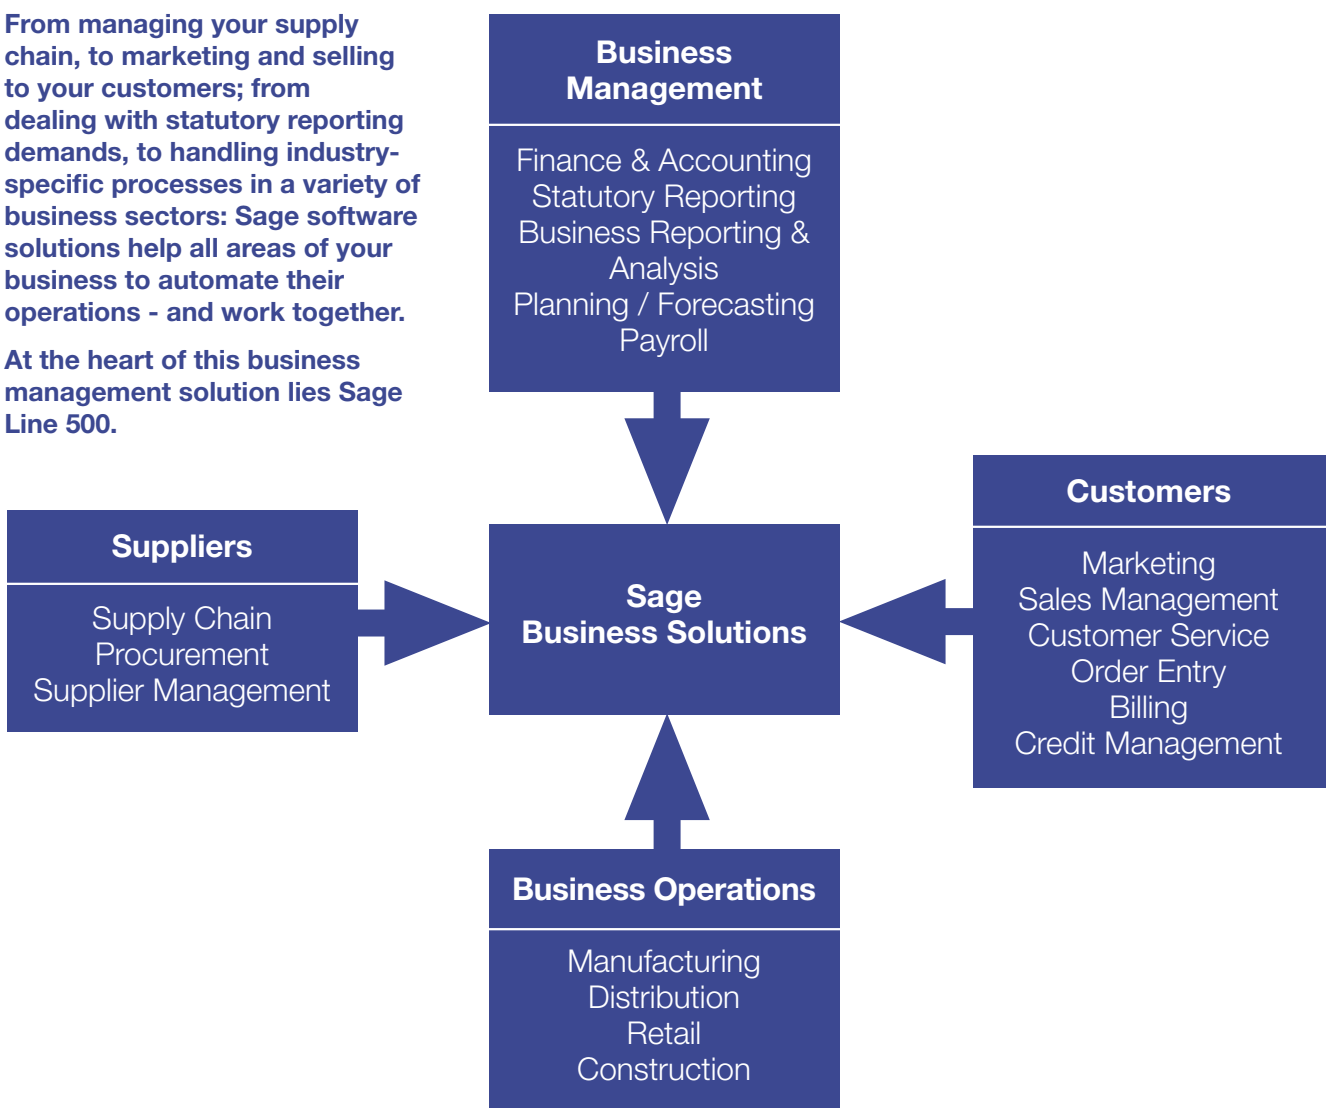 From managing your supply
chain, to marketing and selling
to your customers; from
dealing with statutory reporting
demands, to handling industry-
specific processes in a variety of
business sectors: Sage software
solutions help all areas of your
business to automate their
operations - and work together.
At the heart of this business
management solution lies Sage
Line 500.
Business
Management
Finance & Accounting
Statutory Reporting
Business Reporting &
Analysis
Planning / Forecasting
Payroll
Suppliers
Supply Chain
Procurement
Supplier Management
Sage
Business Solutions
Customers
Marketing
Sales Management
Customer Service
Order Entry
Billing
Credit Management
Business Operations
Manufacturing
Distribution
Retail
Construction